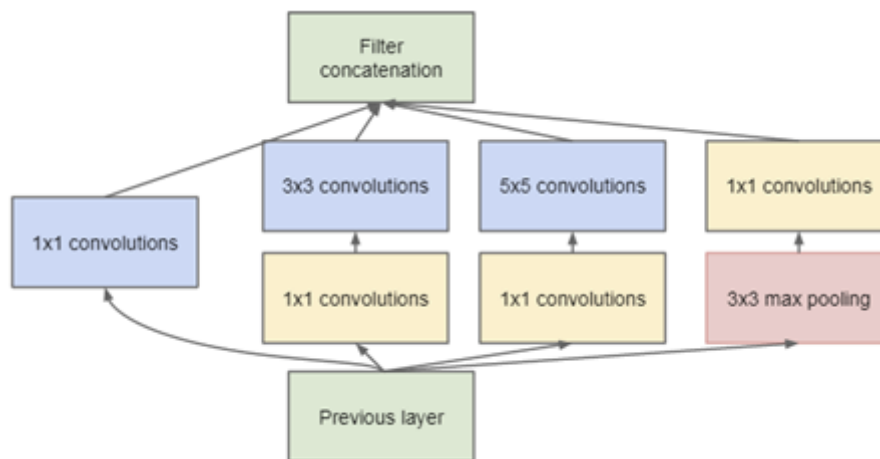 Filter
concatenation
3x3 convolutions
5x5 convolutions
1x1 convolutions
1x1 convolutions
1x1 convolutions
1x1 convolutions
3x3 max pooling
Previous layer